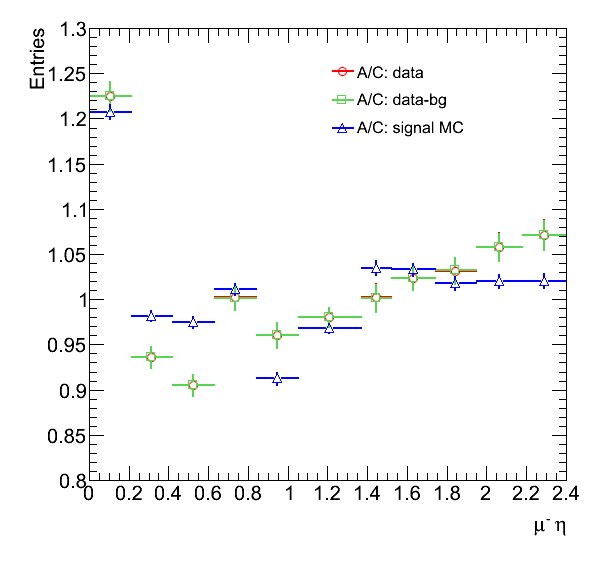 Entries
1.3
1.25
1.2
1.15
1.1
1.05
1
0.95
0.9
0.85
0.8
A/C: data
A/C: data-bg
A/C: signal MC
0 0.2 0.4 0.6 0.8 1 1.2 1.4 1.6 1.8 2 2.2 2.4
μ⁻ η